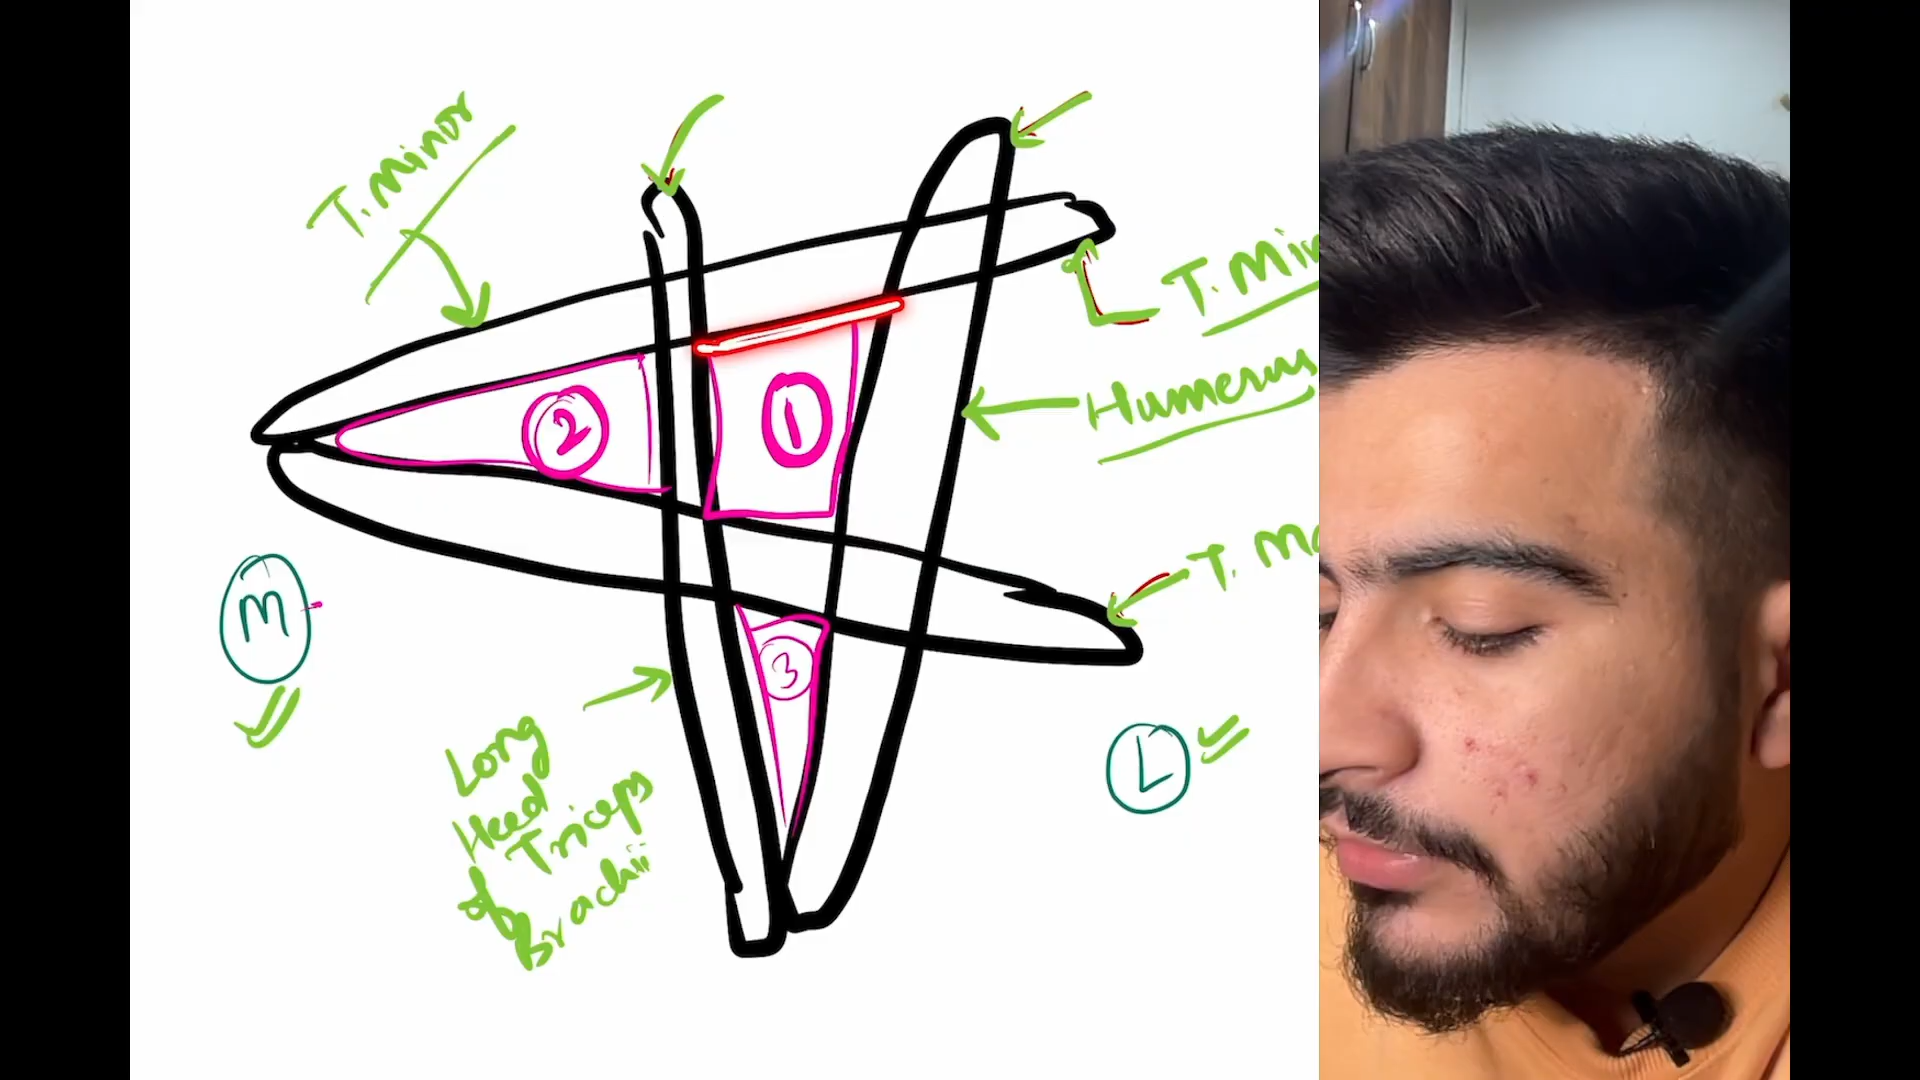 T. Minor
T. Min
Humerus
2
1
T. Ma
M
3
L
Long
Head
of Triceps
Brachii